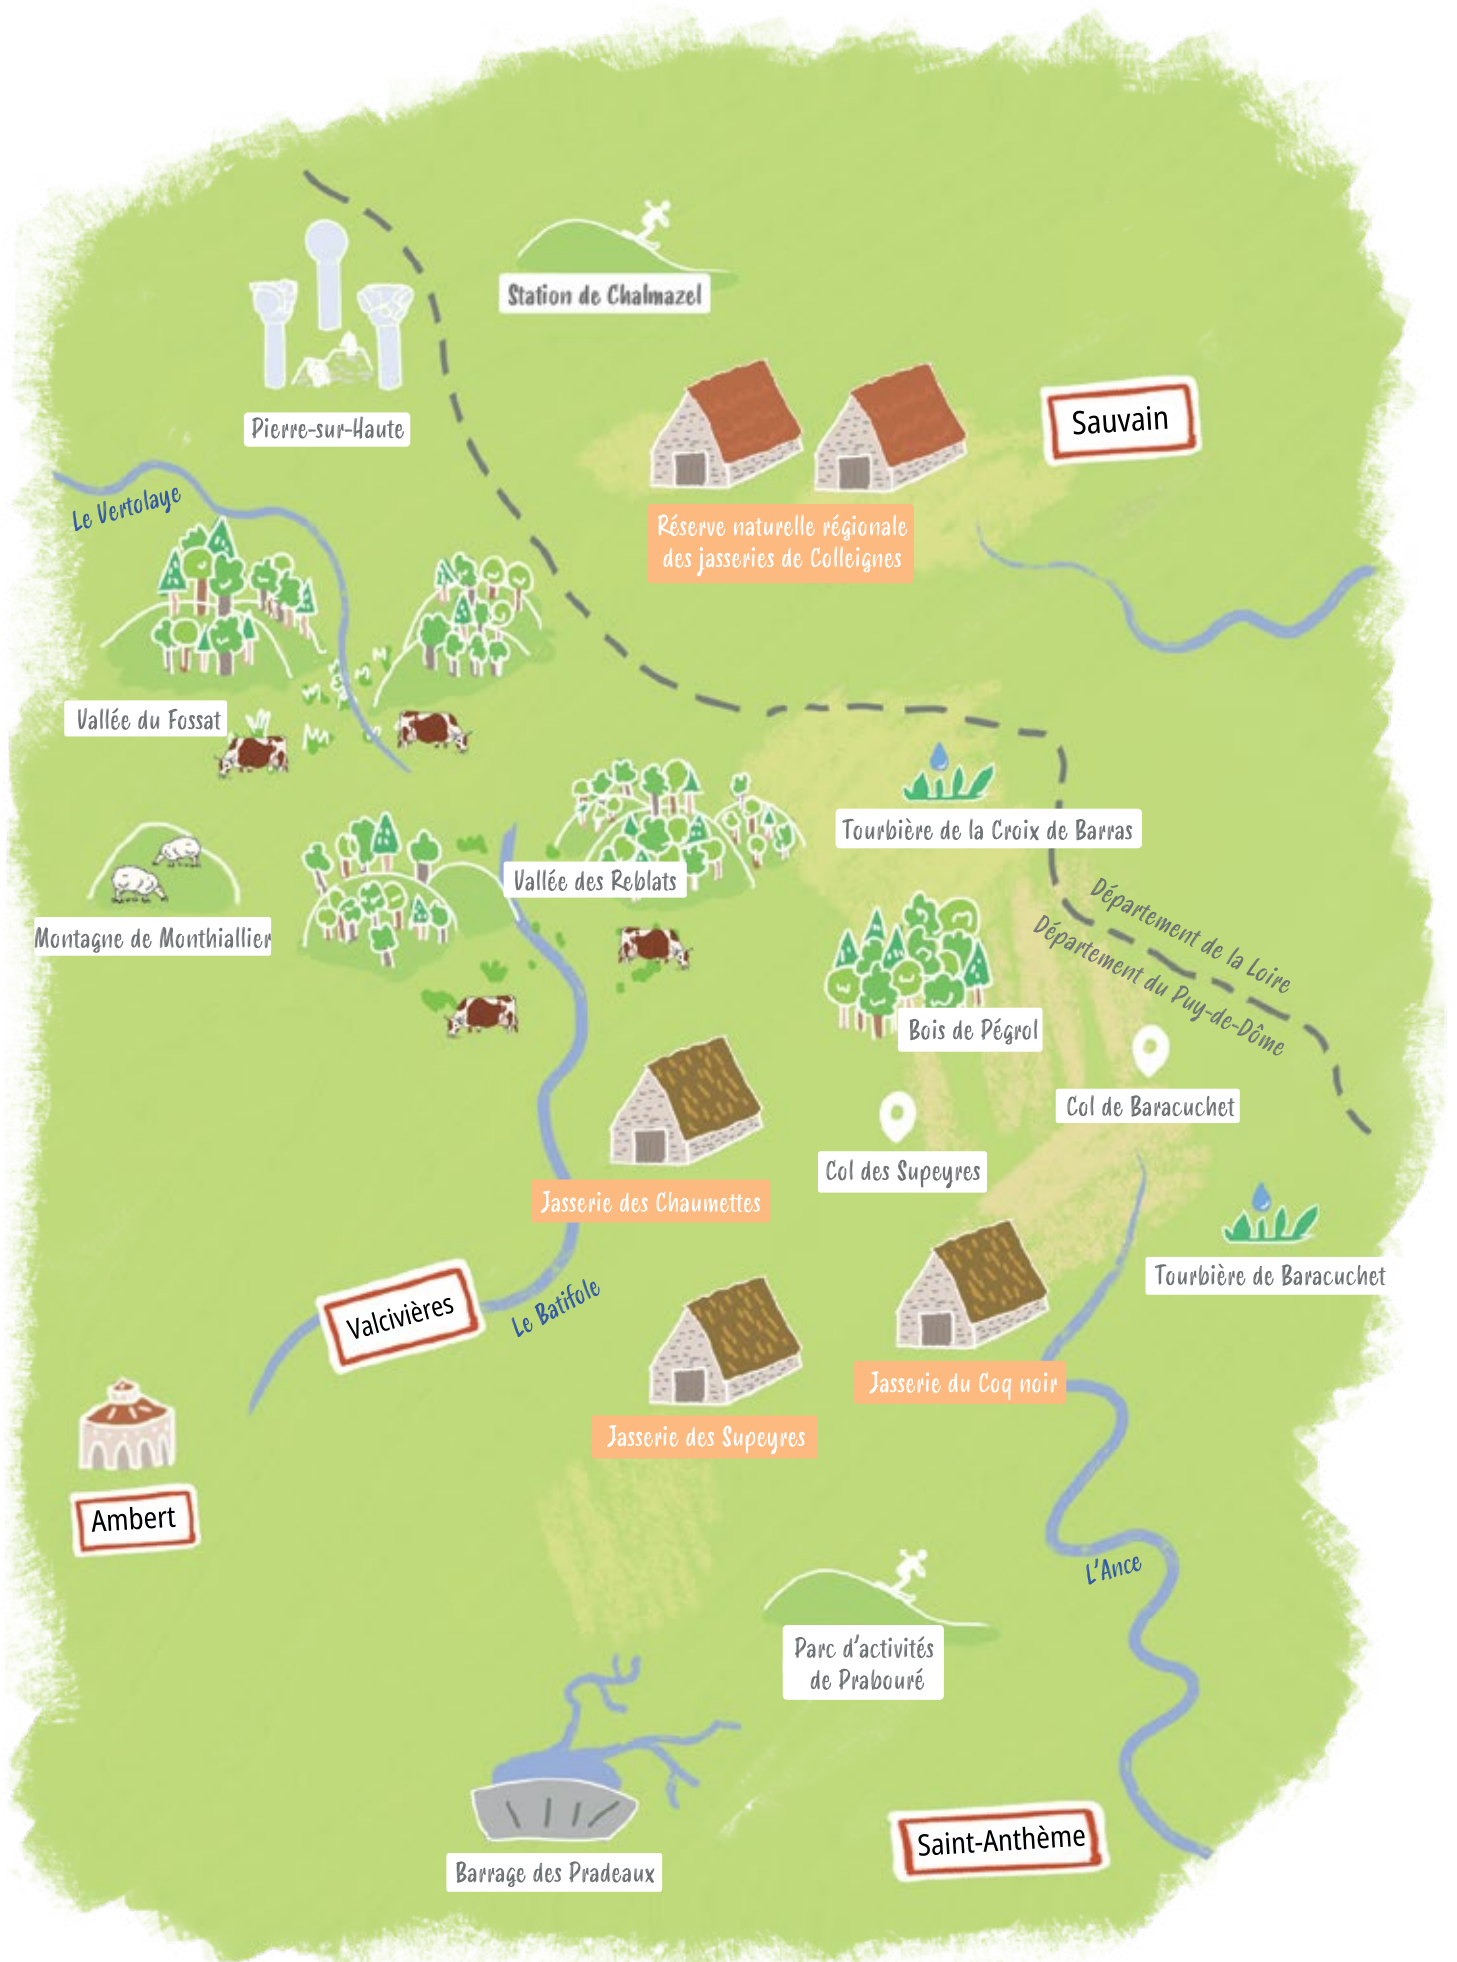 Station de Chalmazel
Pierre-sur-Haute
Sauvain
Le Vertolaye
Réserve naturelle régionale
des jasseries de Colleignes
Vallée du Fossat
Tourbière de la Croix de Barras
Vallée des Reblats
Montagne de Monthiallier
Département de la Loire
Département du Puy-de-Dôme
Bois de Pégrol
Col de Baracuchet
Col des Supeyres
Jasserie des Chaumettes
Tourbière de Baracuchet
Valcivières
Le Batifole
Jasserie du Coq noir
Jasserie des Supeyres
Ambert
L'Ance
Parc d'activités
de Prabouré
Saint-Anthème
Barrage des Pradeaux